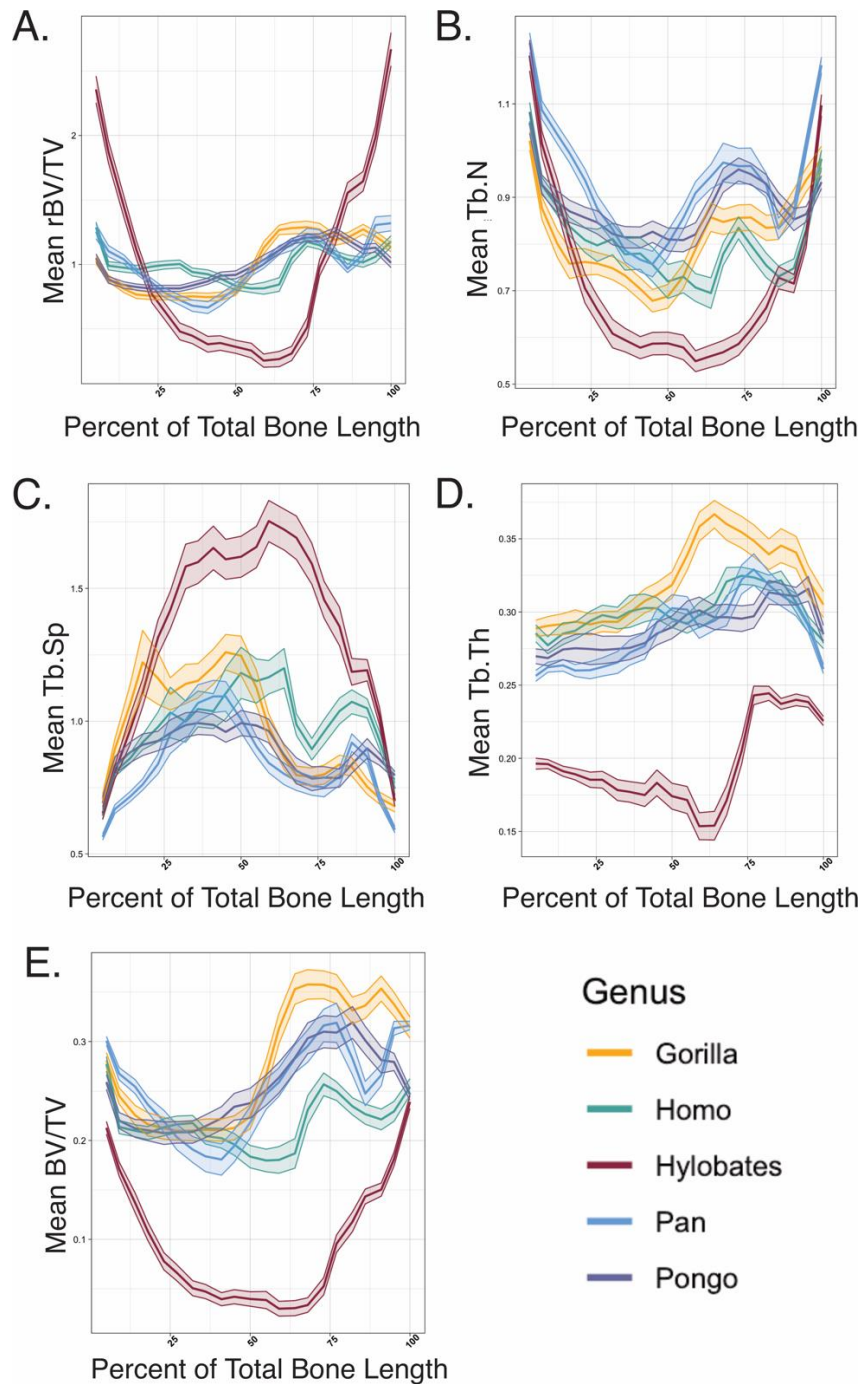 A.
Mean rBV/TV
2
1
25
50
75
100
Percent of Total Bone Length
B.
Mean Tb.N
1.1
0.9
0.7
0.5
25
50
75
100
Percent of Total Bone Length
C.
Mean Tb.Sp
1.5
1.0
0.5
25
50
75
100
Percent of Total Bone Length
D.
Mean Tb.Th
0.35
0.30
0.25
0.20
0.15
25
50
75
100
Percent of Total Bone Length
E.
Mean BV/TV
0.3
0.2
0.1
25
50
75
100
Percent of Total Bone Length
Genus
Gorilla
Homo
Hylobates
Pan
Pongo